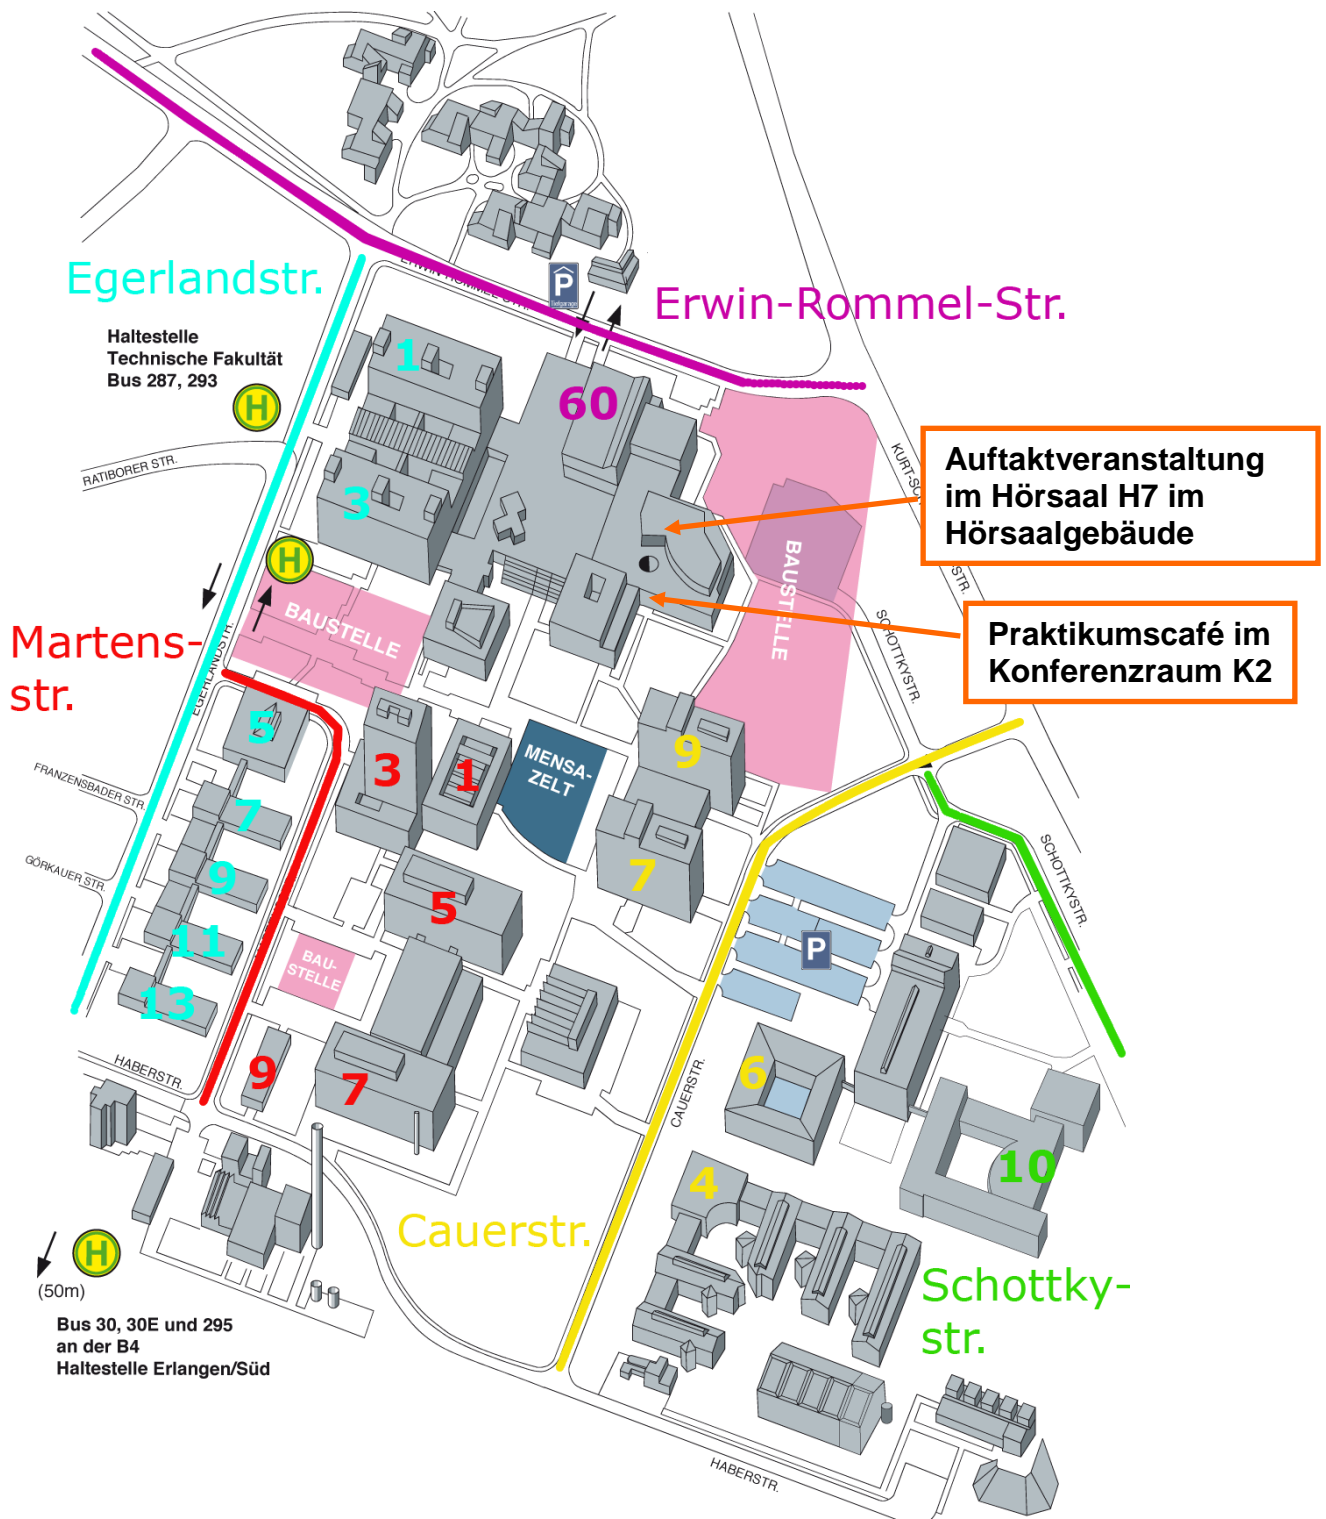 Egerlandstr.
ERWIN-ROMMEL-STR.
P
Tiefgarage
Erwin-Rommel-Str.
Haltestelle
Technische Fakultät
Bus 287, 293
H
1
60
RATIBORER STR.
3
KURT-SC
STR.
Auftaktveranstaltung
im Hörsaal H7 im
Hörsaalgebäude
H
BAUSTELLE
BAUSTELLE
SCHOTTKYSTR.
Praktikumscafé im
Konferenzraum K2
Martens-
str.
EGERLANDSTR.
5
3
1
MENSA-
ZELT
9
FRANZENSBADER STR.
7
7
GÖRKAUER STR.
9
5
SCHOTTKYSTR.
11
BAU-
STELLE
P
13
HABERSTR.
9
7
CAUERSTR.
6
10
4
Cauerstr.
H
(50m)
Schottky-
str.
Bus 30, 30E und 295
an der B4
Haltestelle Erlangen/Süd
HABERSTR.